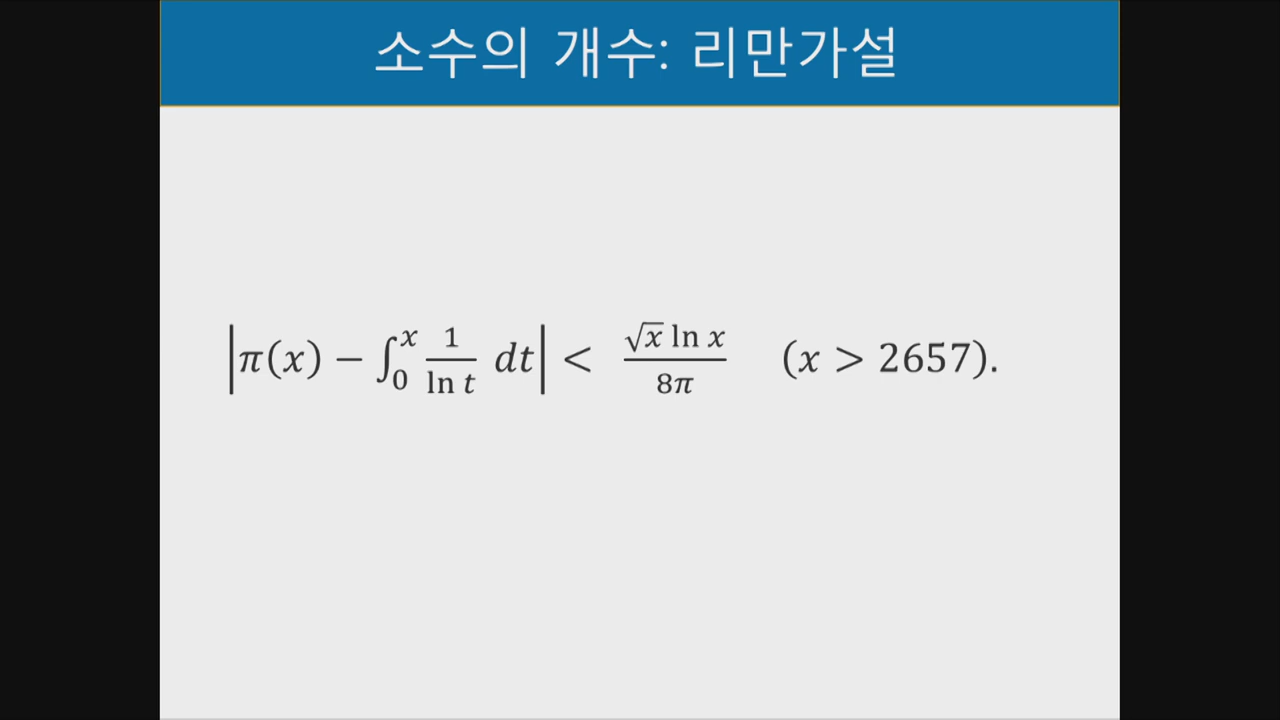 소수의 개수: 리만가설
|π(x) − ∫₀ˣ 1/ln t dt| < √x ln x / 8π (x > 2657).